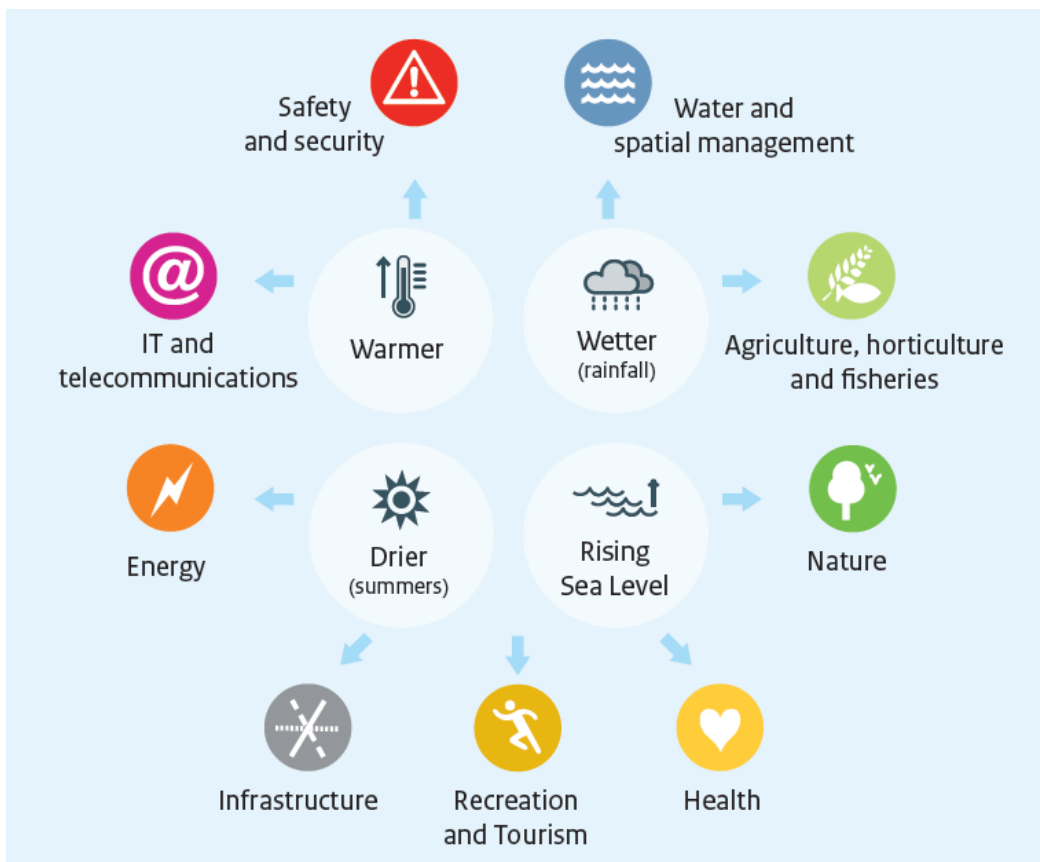 Safety
and security
Water and
spatial management
@
IT and
telecommunications
Warmer
Wetter
(rainfall)
Agriculture, horticulture
and fisheries
Energy
Drier
(summers)
Rising
Sea Level
Nature
Infrastructure
Recreation
and Tourism
Health